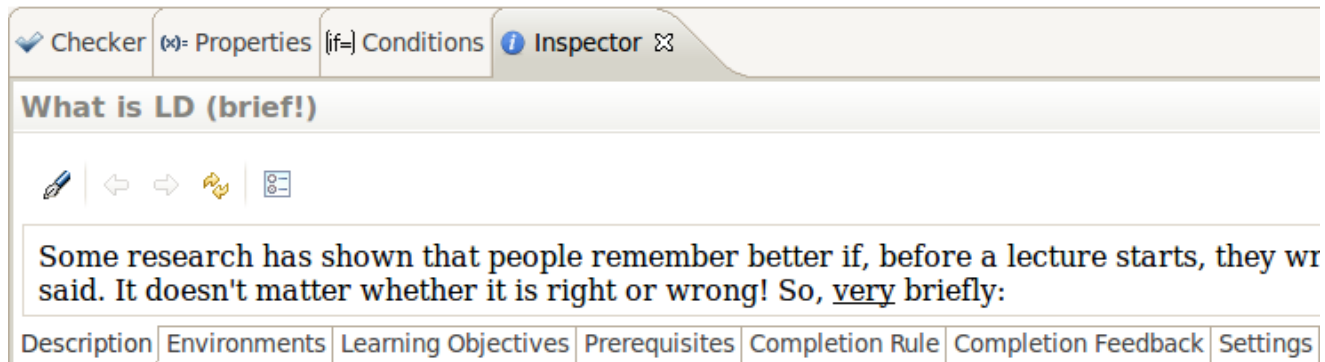 Checker (x)= Properties [if=] Conditions i Inspector
What is LD (brief!)
Some research has shown that people remember better if, before a lecture starts, they
said. It doesn't matter whether it is right or wrong! So, very briefly:
Description Environments Learning Objectives Prerequisites Completion Rule Completion Feedback Settings